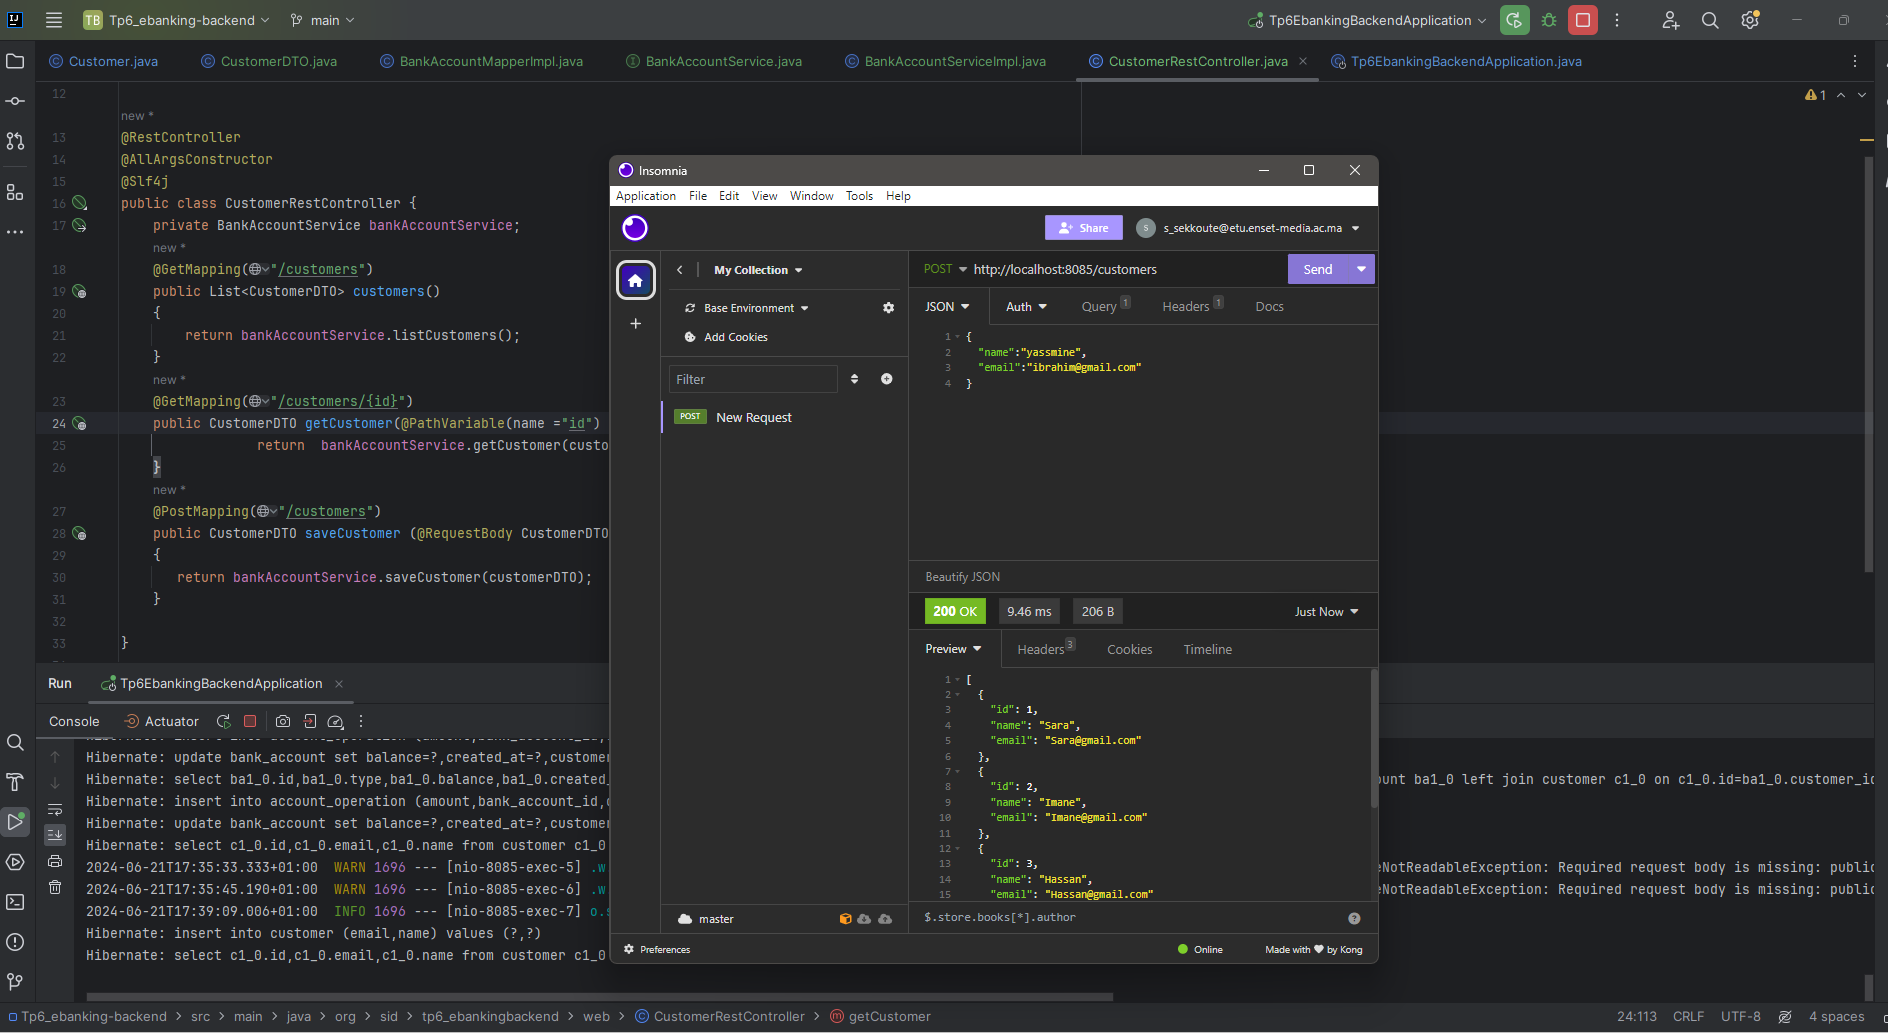 TB Tp6_ebanking-backend main Tp6EbankingBackendApplication
Customer.java CustomerDTO.java BankAccountMapperImpl.java BankAccountService.java BankAccountServiceImpl.java CustomerRestController.java Tp6EbankingBackendApplication.java
1
12
new *
13 @RestController
14 @AllArgsConstructor
15 @Slf4j
16 public class CustomerRestController {
17 private BankAccountService bankAccountService;
new *
18 @GetMapping("/customers")
19 public List<CustomerDTO> customers()
20 {
21 return bankAccountService.listCustomers();
22 }
new *
23 @GetMapping("/customers/{id}")
24 public CustomerDTO getCustomer(@PathVariable(name ="id")
25 return bankAccountService.getCustomer(custo
26 }
new *
27 @PostMapping("/customers")
28 public CustomerDTO saveCustomer (@RequestBody CustomerDTO
29 {
30 return bankAccountService.saveCustomer(customerDTO);
31 }
32
33 }
Insomnia
Application File Edit View Window Tools Help
Share S s_sekkoute@etu.enset-media.ac.ma
My Collection
Base Environment
Add Cookies
Filter
POST New Request
master
POST http://localhost:8085/customers Send
JSON Auth Query 1 Headers 1 Docs
1 {
2 "name":"yassmine",
3 "email":"ibrahim@gmail.com"
4 }
Beautify JSON
200 OK 9.46 ms 206 B Just Now
Preview Headers 3 Cookies Timeline
1 [
2 {
3 "id": 1,
4 "name": "Sara",
5 "email": "Sara@gmail.com"
6 },
7 {
8 "id": 2,
9 "name": "Imane",
10 "email": "Imane@gmail.com"
11 },
12 {
13 "id": 3,
14 "name": "Hassan",
15 "email": "Hassan@gmail.com"
$.store.books[*].author
Preferences Online Made with ❤ by Kong
Run Tp6EbankingBackendApplication
Console Actuator
Hibernate: insert into account_operation (amount,bank_account_id,
Hibernate: update bank_account set balance=?,created_at=?,customer
Hibernate: select ba1_0.id,ba1_0.type,ba1_0.balance,ba1_0.created_ ount ba1_0 left join customer c1_0 on c1_0.id=ba1_0.customer_id
Hibernate: insert into account_operation (amount,bank_account_id,
Hibernate: update bank_account set balance=?,created_at=?,customer
Hibernate: select c1_0.id,c1_0.email,c1_0.name from customer c1_0
2024-06-21T17:35:33.333+01:00 WARN 1696 --- [nio-8085-exec-5] .w eNotReadableException: Required request body is missing: public
2024-06-21T17:35:45.190+01:00 WARN 1696 --- [nio-8085-exec-6] .w eNotReadableException: Required request body is missing: public
2024-06-21T17:39:09.006+01:00 INFO 1696 --- [nio-8085-exec-7] o.s
Hibernate: insert into customer (email,name) values (?,?)
Hibernate: select c1_0.id,c1_0.email,c1_0.name from customer c1_0
Tp6_ebanking-backend > src > main > java > org > sid > tp6_ebankingbackend > web > CustomerRestController > getCustomer 24:113 CRLF UTF-8 4 spaces